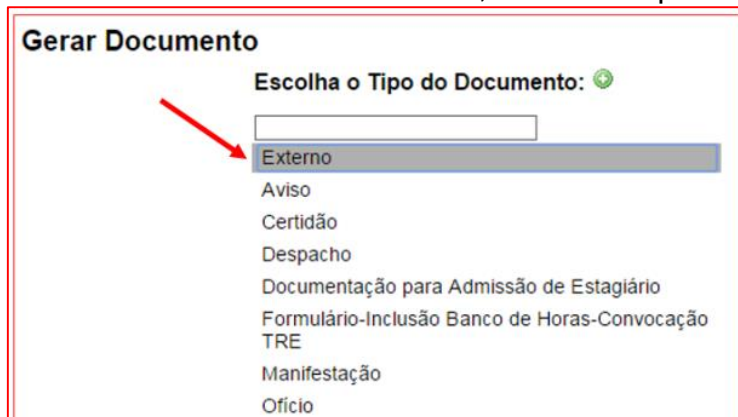 Gerar Documento
Escolha o Tipo do Documento:
Externo
Aviso
Certidão
Despacho
Documentação para Admissão de Estagiário
Formulário-Inclusão Banco de Horas-Convocação
TRE
Manifestação
Ofício